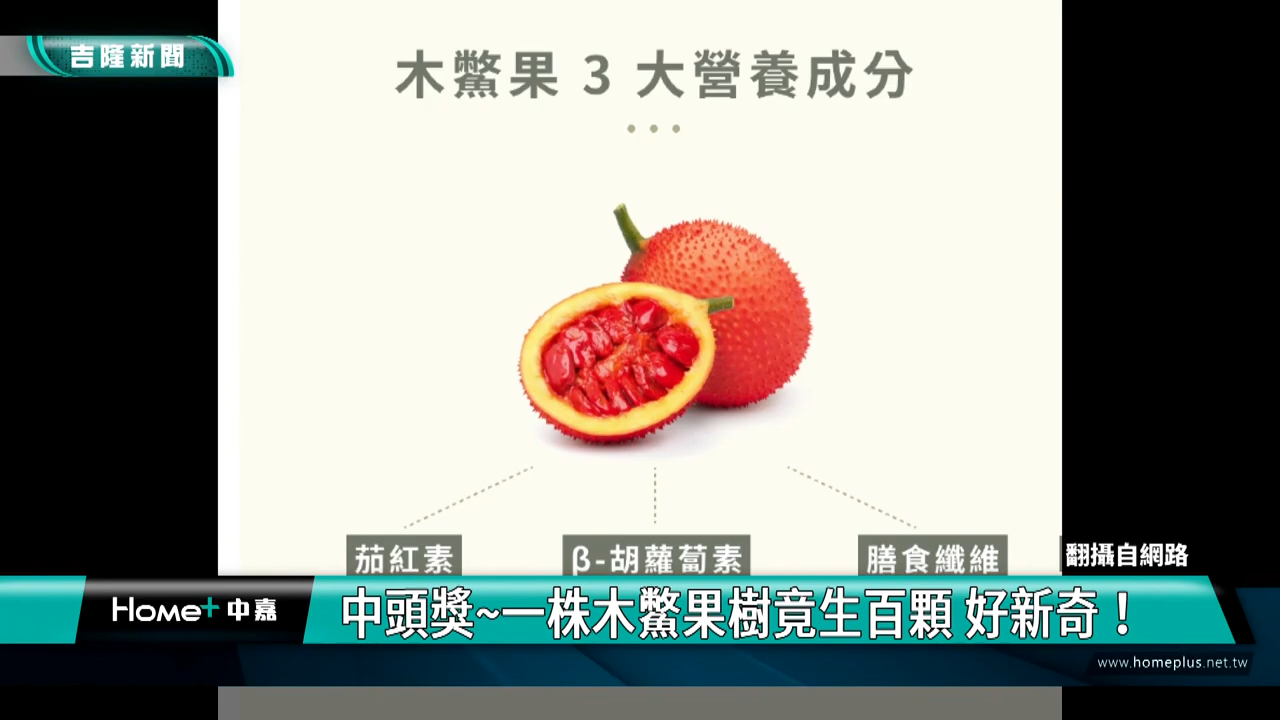 吉隆新聞
木鱉果 3 大營養成分
茄紅素
β-胡蘿蔔素
膳食纖維
翻攝自網路
Home+中嘉
中頭獎~一株木鱉果樹竟生百顆 好新奇！
www.homeplus.net.tw